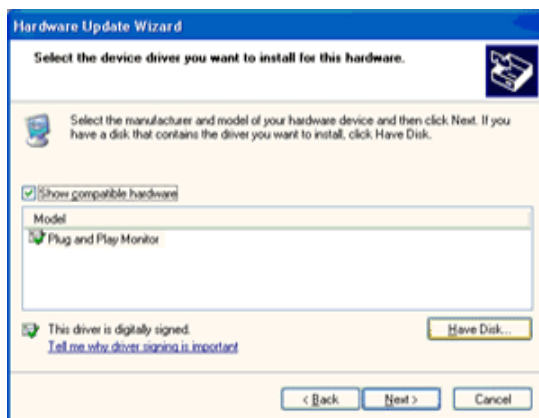 Hardware Update Wizard
Select the device driver you want to install for this hardware.
Select the manufacturer and model of your hardware device and then click Next. If you
have a disk that contains the driver you want to install, click Have Disk.
Show compatible hardware
Model
Plug and Play Monitor
This driver is digitally signed.
Have Disk...
Tell me why driver signing is important
< Back
Next >
Cancel